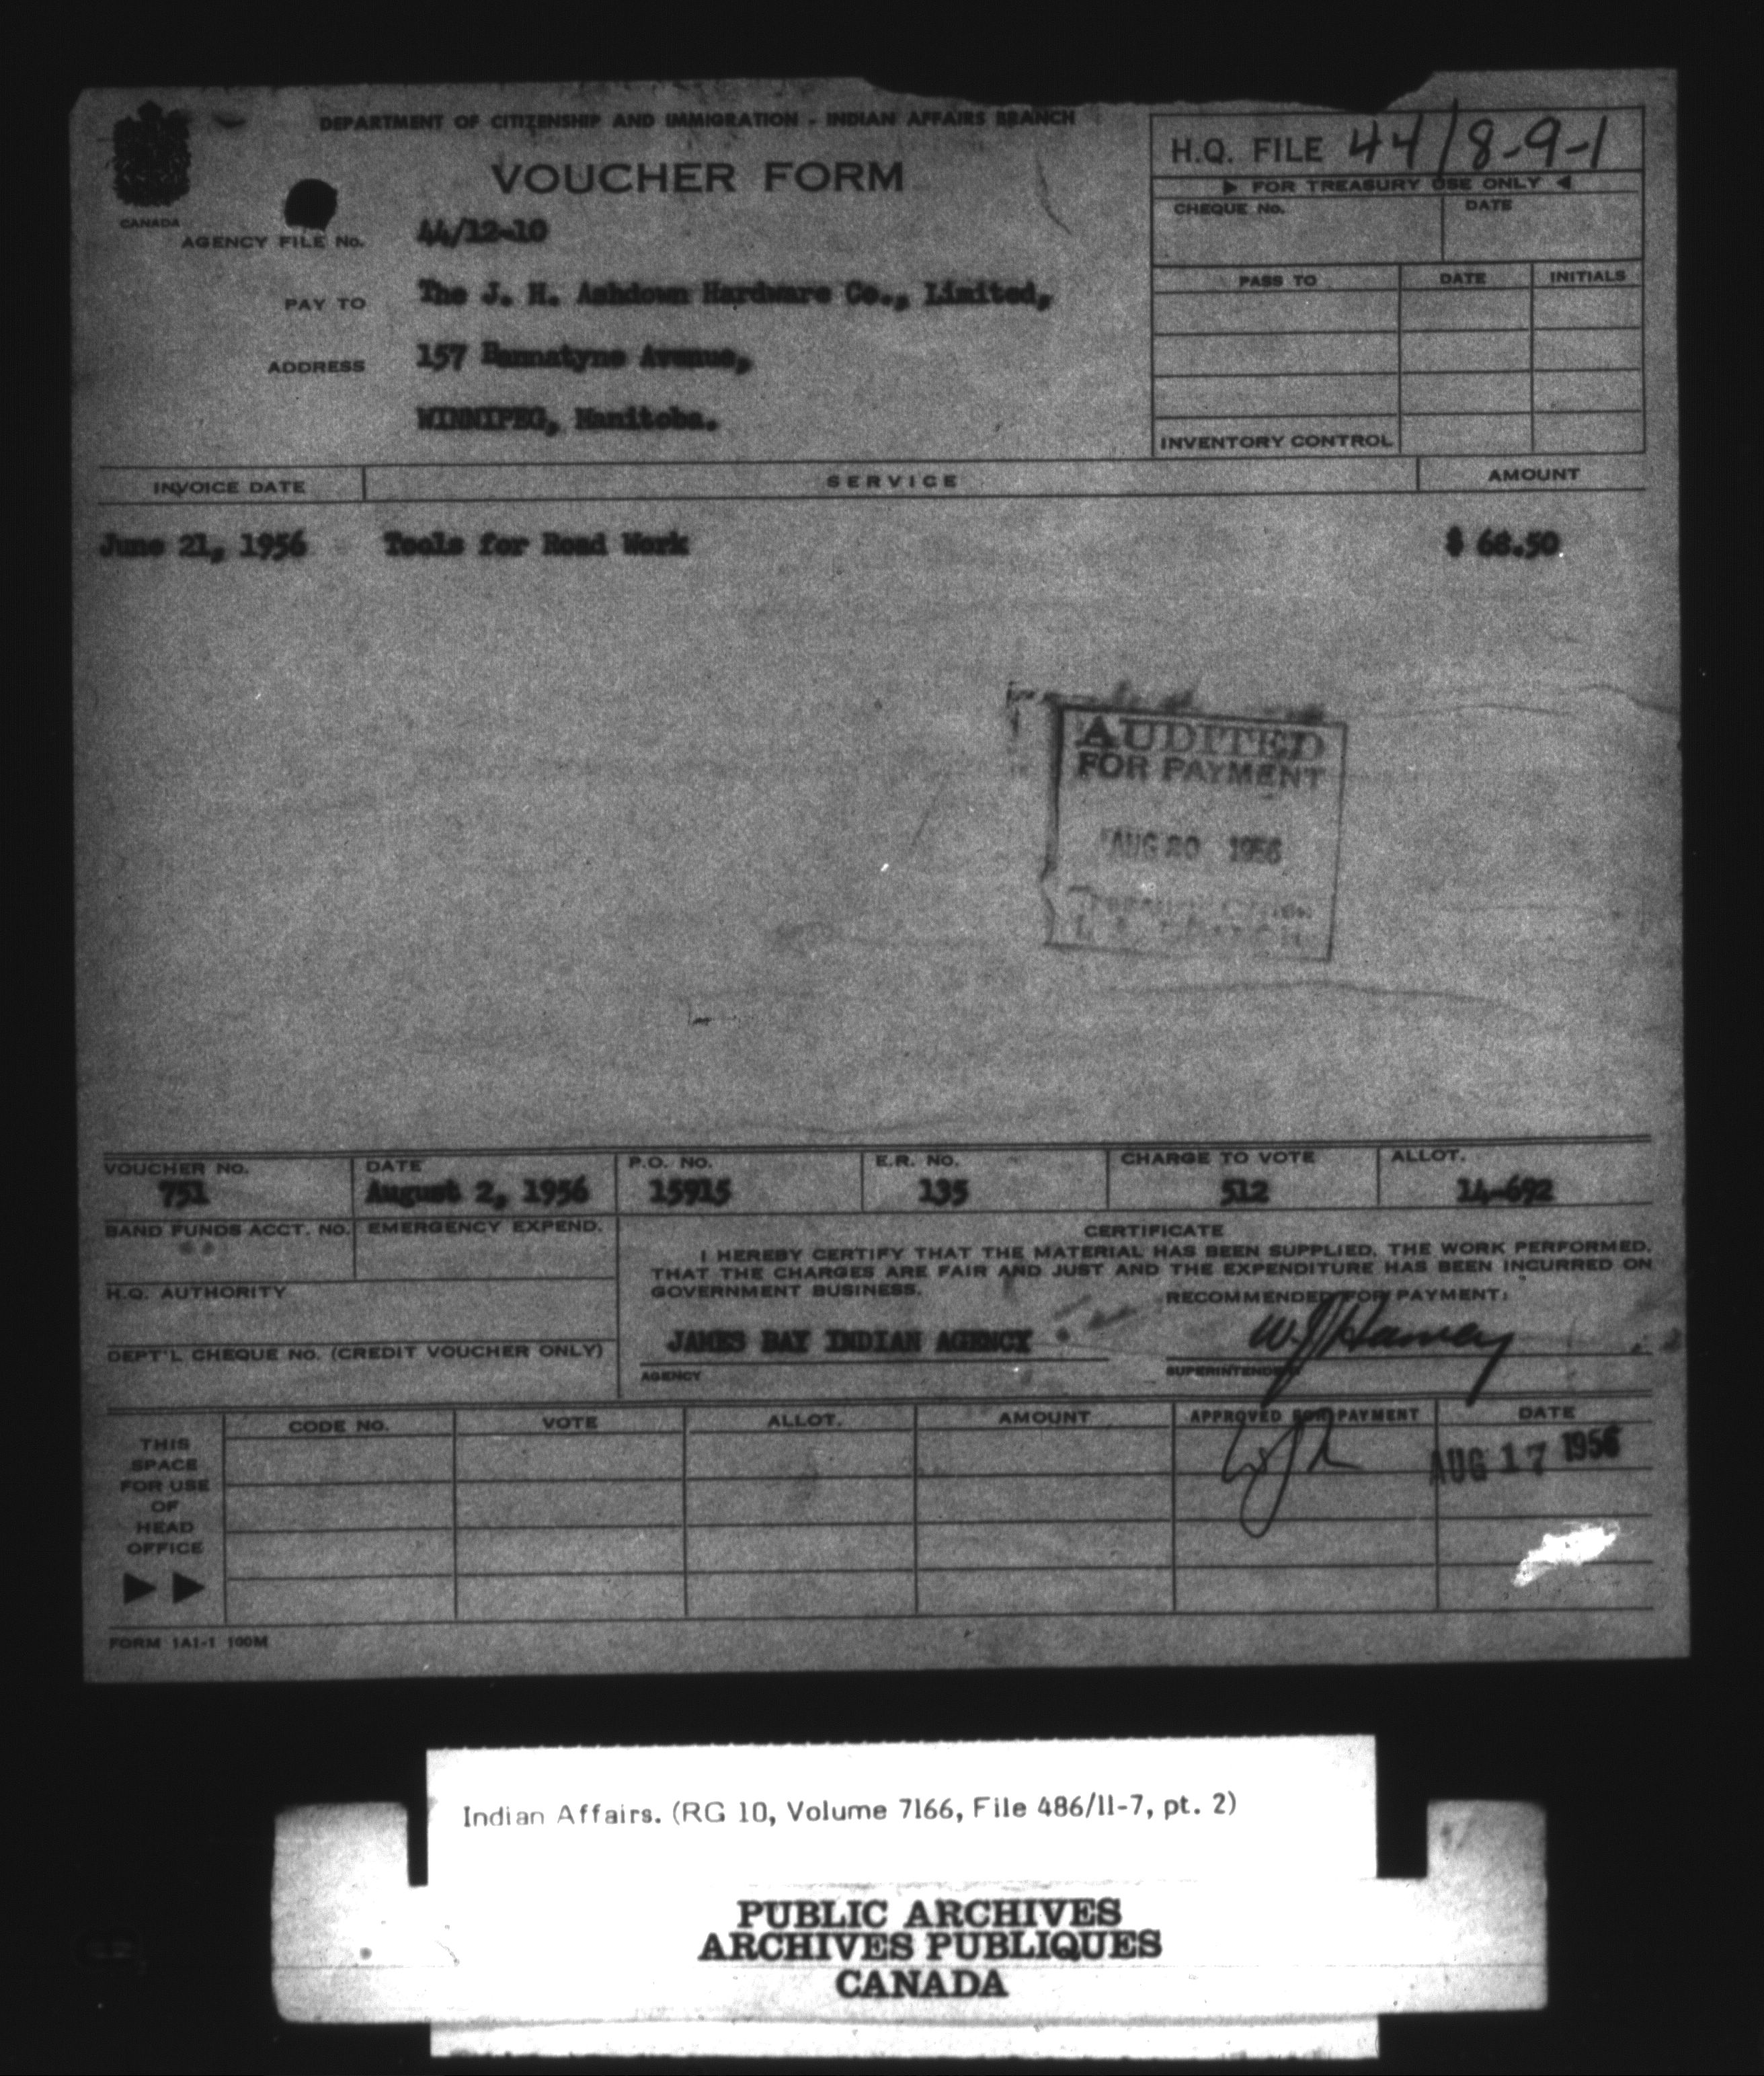 DEPARTMENT OF CITIZENSHIP AND IMMIGRATION - INDIAN AFFAIRS BRANCH
VOUCHER FORM
CANADA
H.Q. FILE 44/8-9-1
FOR TREASURY USE ONLY
CHEQUE No. DATE
AGENCY FILE No. 44/12-10
PAY TO The J. H. Ashdown Hardware Co., Limited,
PASS TO DATE INITIALS
ADDRESS 157 Bannatyne Avenue,
WINNIPEG, Manitoba.
INVENTORY CONTROL
INVOICE DATE SERVICE AMOUNT
June 21, 1956 Tools for Road Work $ 68.50
AUDITED
FOR PAYMENT
AUG 20 1956
VOUCHER No. DATE P.O. No. E.R. No. CHARGE TO VOTE ALLOT.
751 August 2, 1956 15915 135 512 14-692
BAND FUNDS ACCT. NO. EMERGENCY EXPEND.
CERTIFICATE
I HEREBY CERTIFY THAT THE MATERIAL HAS BEEN SUPPLIED, THE WORK PERFORMED,
THAT THE CHARGES ARE FAIR AND JUST AND THE EXPENDITURE HAS BEEN INCURRED ON
GOVERNMENT BUSINESS.
H.Q. AUTHORITY
RECOMMENDED FOR PAYMENT:
JAMES BAY INDIAN AGENCY
DEPT'L CHEQUE NO. (CREDIT VOUCHER ONLY)
AGENCY SUPERINTENDENT
CODE NO. VOTE ALLOT. AMOUNT APPROVED FOR PAYMENT DATE
AUG 17 1956
THIS
SPACE
FOR USE
OF
HEAD
OFFICE
FORM 1A1-1 100M
Indian Affairs. (RG 10, Volume 7166, File 486/11-7, pt. 2)
PUBLIC ARCHIVES
ARCHIVES PUBLIQUES
CANADA